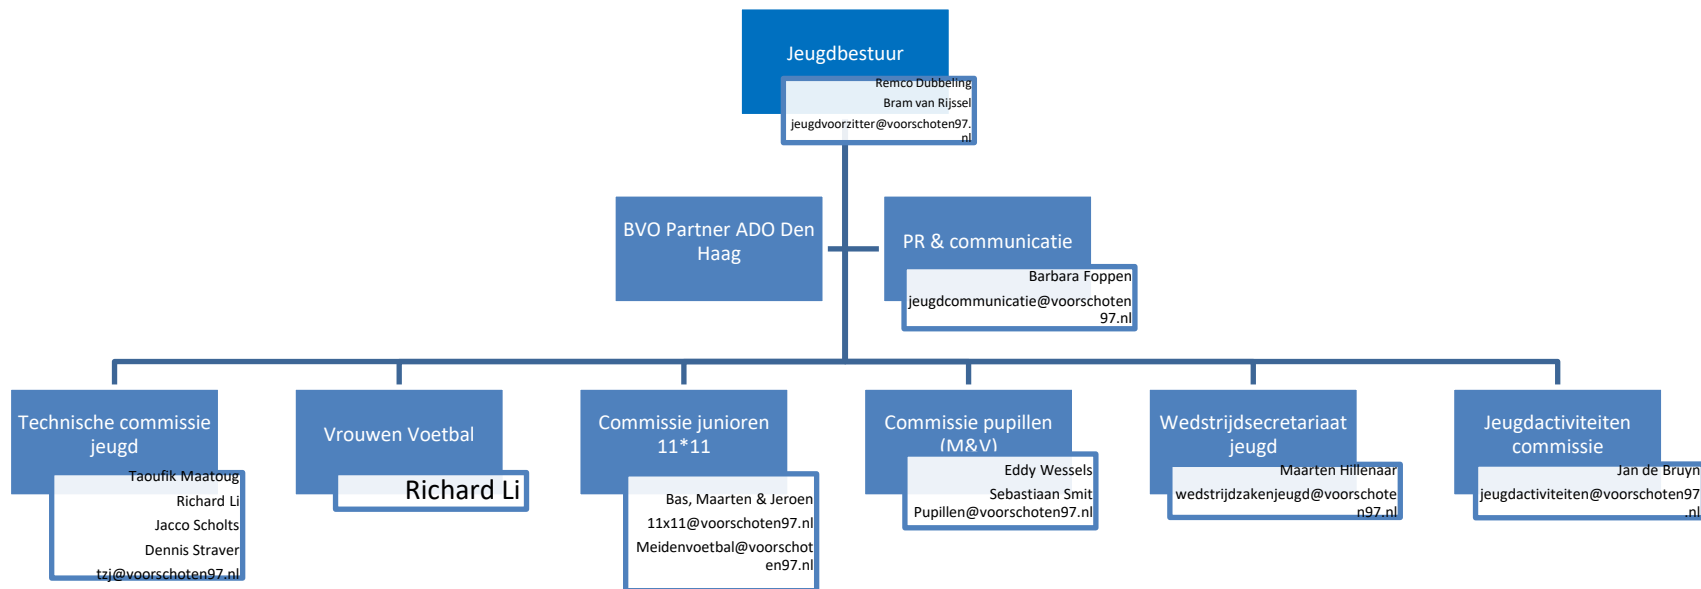 Jeugdbestuur
Remco Dubbeling
Bram van Rijssel
jeugdvoorzitter@voorschoten97.
nl
BVO Partner ADO Den
Haag
PR & communicatie
Barbara Foppen
jeugdcommunicatie@voorschoten
97.nl
Technische commissie
jeugd
Taoufik Maatoug
Richard Li
Jacco Scholts
Dennis Straver
tzj@voorschoten97.nl
Vrouwen Voetbal
Richard Li
Commissie junioren
11*11
Bas, Maarten & Jeroen
11x11@voorschoten97.nl
Meidenvoetbal@voorschot
en97.nl
Commissie pupillen
(M&V)
Eddy Wessels
Sebastiaan Smit
Pupillen@voorschoten97.nl
Wedstrijdsecretariaat
jeugd
Maarten Hillenaar
wedstrijdzakenjeugd@voorschote
n97.nl
Jeugdactiviteiten
commissie
Jan de Bruyn
jeugdactiviteiten@voorschoten97
.nl